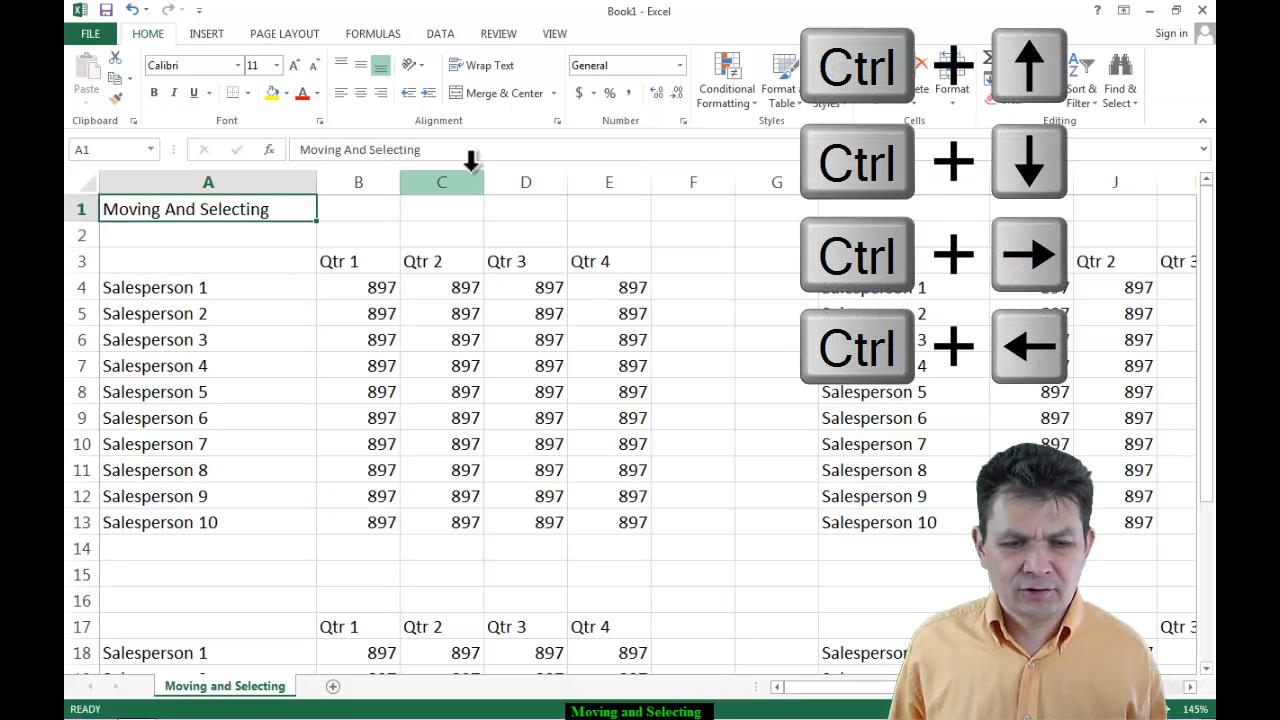 Book1 - Excel
?
FILE HOME INSERT PAGE LAYOUT FORMULAS DATA REVIEW VIEW Sign in
Calibri 11 A A Wrap Text General Ctrl + ↑
Paste B I U A Merge & Center $ % , Conditional Formatting Format Table Styles Format Sort & Filter Find & Select
Clipboard Font Alignment Number Styles Cells Editing
A1 fx Moving And Selecting Ctrl + ↓
A B C D E F G J
1 Moving And Selecting
2 Ctrl + →
3 Qtr 1 Qtr 2 Qtr 3 Qtr 4 Qtr 2 Qtr 3
4 Salesperson 1 897 897 897 897 1 897
5 Salesperson 2 897 897 897 897 2 897 897
6 Salesperson 3 897 897 897 897 Ctrl + ← 897
7 Salesperson 4 897 897 897 897 4 897
8 Salesperson 5 897 897 897 897 Salesperson 5 897 897
9 Salesperson 6 897 897 897 897 Salesperson 6 897 897
10 Salesperson 7 897 897 897 897 Salesperson 7 897 897
11 Salesperson 8 897 897 897 897 Salesperson 8 897
12 Salesperson 9 897 897 897 897 Salesperson 9 897
13 Salesperson 10 897 897 897 897 Salesperson 10 897
14
15
16
17 Qtr 1 Qtr 2 Qtr 3 Qtr 4 Qtr 3
18 Salesperson 1 897 897 897 897
Moving and Selecting
READY Moving and Selecting 145%